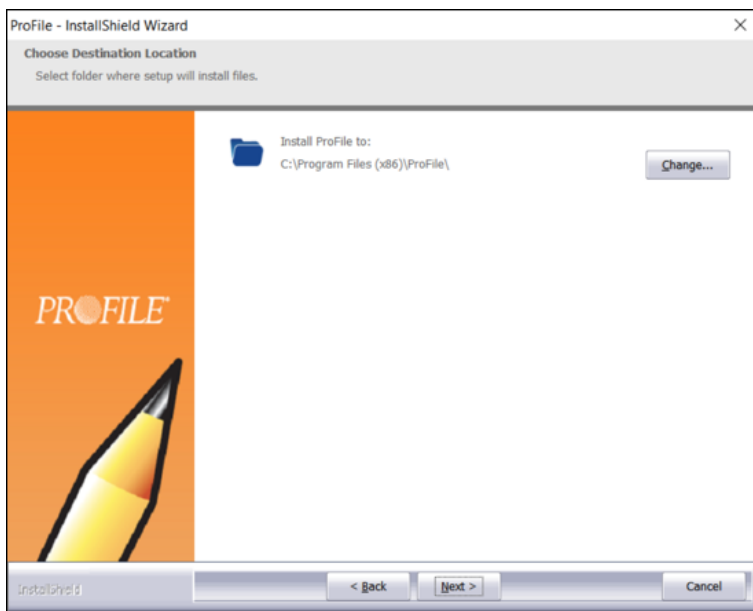 ProFile - InstallShield Wizard
Choose Destination Location
Select folder where setup will install files.
Install ProFile to:
C:\Program Files (x86)\ProFile\
Change...
PROFILE
InstallShield
< Back
Next >
Cancel